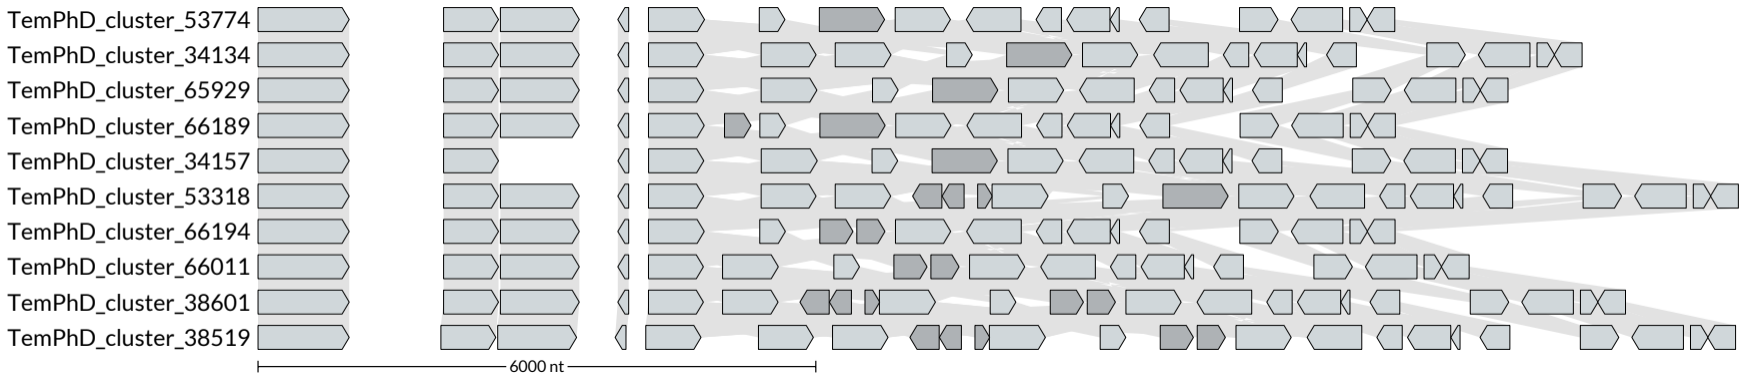 TemPhD_cluster_53774
TemPhD_cluster_34134
TemPhD_cluster_65929
TemPhD_cluster_66189
TemPhD_cluster_34157
TemPhD_cluster_53318
TemPhD_cluster_66194
TemPhD_cluster_66011
TemPhD_cluster_38601
TemPhD_cluster_38519
6000 nt